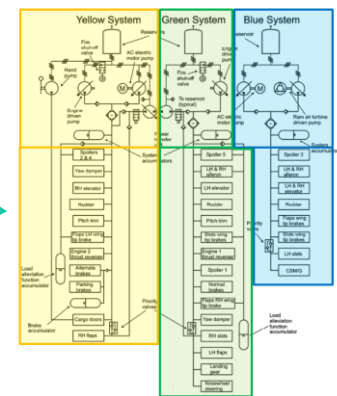 Yellow System
Green System
Blue System
Reservoirs
Reservoir
Fire
shut-off
valve
Hand
pump
AC electric
motor pump
Engine
driven
pump
Fire
shut-off
valve
To reservoir
(typical)
Engine
driven
pump
AC electric
motor pump
Ram air turbine
driven pump
System
accumulators
System
accumulator
Spoilers
2 & 4
Yaw damper
RH elevator
Rudder
Pitch trim
Flaps LH wing
tip brake
Engine 2
thrust reverser
Alternate
brakes
Parking
brakes
Cargo doors
RH flaps
Load
alleviation
function
accumulator
Brake
accumulator
Priority
valves
Spoiler 5
LH & RH
aileron
LH elevator
Rudder
Pitch trim
Slats wing
tip brakes
Engine 1
thrust reverser
Spoiler 1
Normal
brakes
Flaps RH wing
tip brake
Yaw damper
RH slats
LH flaps
Landing
gear
Nosewheel
steering
Load
alleviation
function
accumulator
Priority
valve
Spoiler 3
LH & RH
aileron
LH & RH
elevator
Rudder
Flaps wing
tip brakes
Slats wing
tip brakes
LH slats
CSM/G